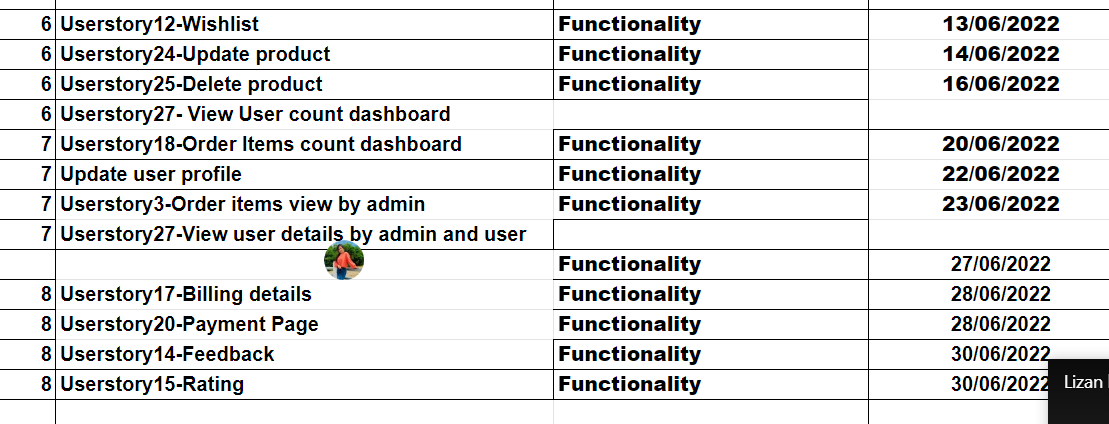 6 Userstory12-Wishlist Functionality 13/06/2022
6 Userstory24-Update product Functionality 14/06/2022
6 Userstory25-Delete product Functionality 16/06/2022
6 Userstory27- View User count dashboard
7 Userstory18-Order Items count dashboard Functionality 20/06/2022
7 Update user profile Functionality 22/06/2022
7 Userstory3-Order items view by admin Functionality 23/06/2022
7 Userstory27-View user details by admin and user
Functionality 27/06/2022
8 Userstory17-Billing details Functionality 28/06/2022
8 Userstory20-Payment Page Functionality 28/06/2022
8 Userstory14-Feedback Functionality 30/06/2022
8 Userstory15-Rating Functionality 30/06/2022
Lizan